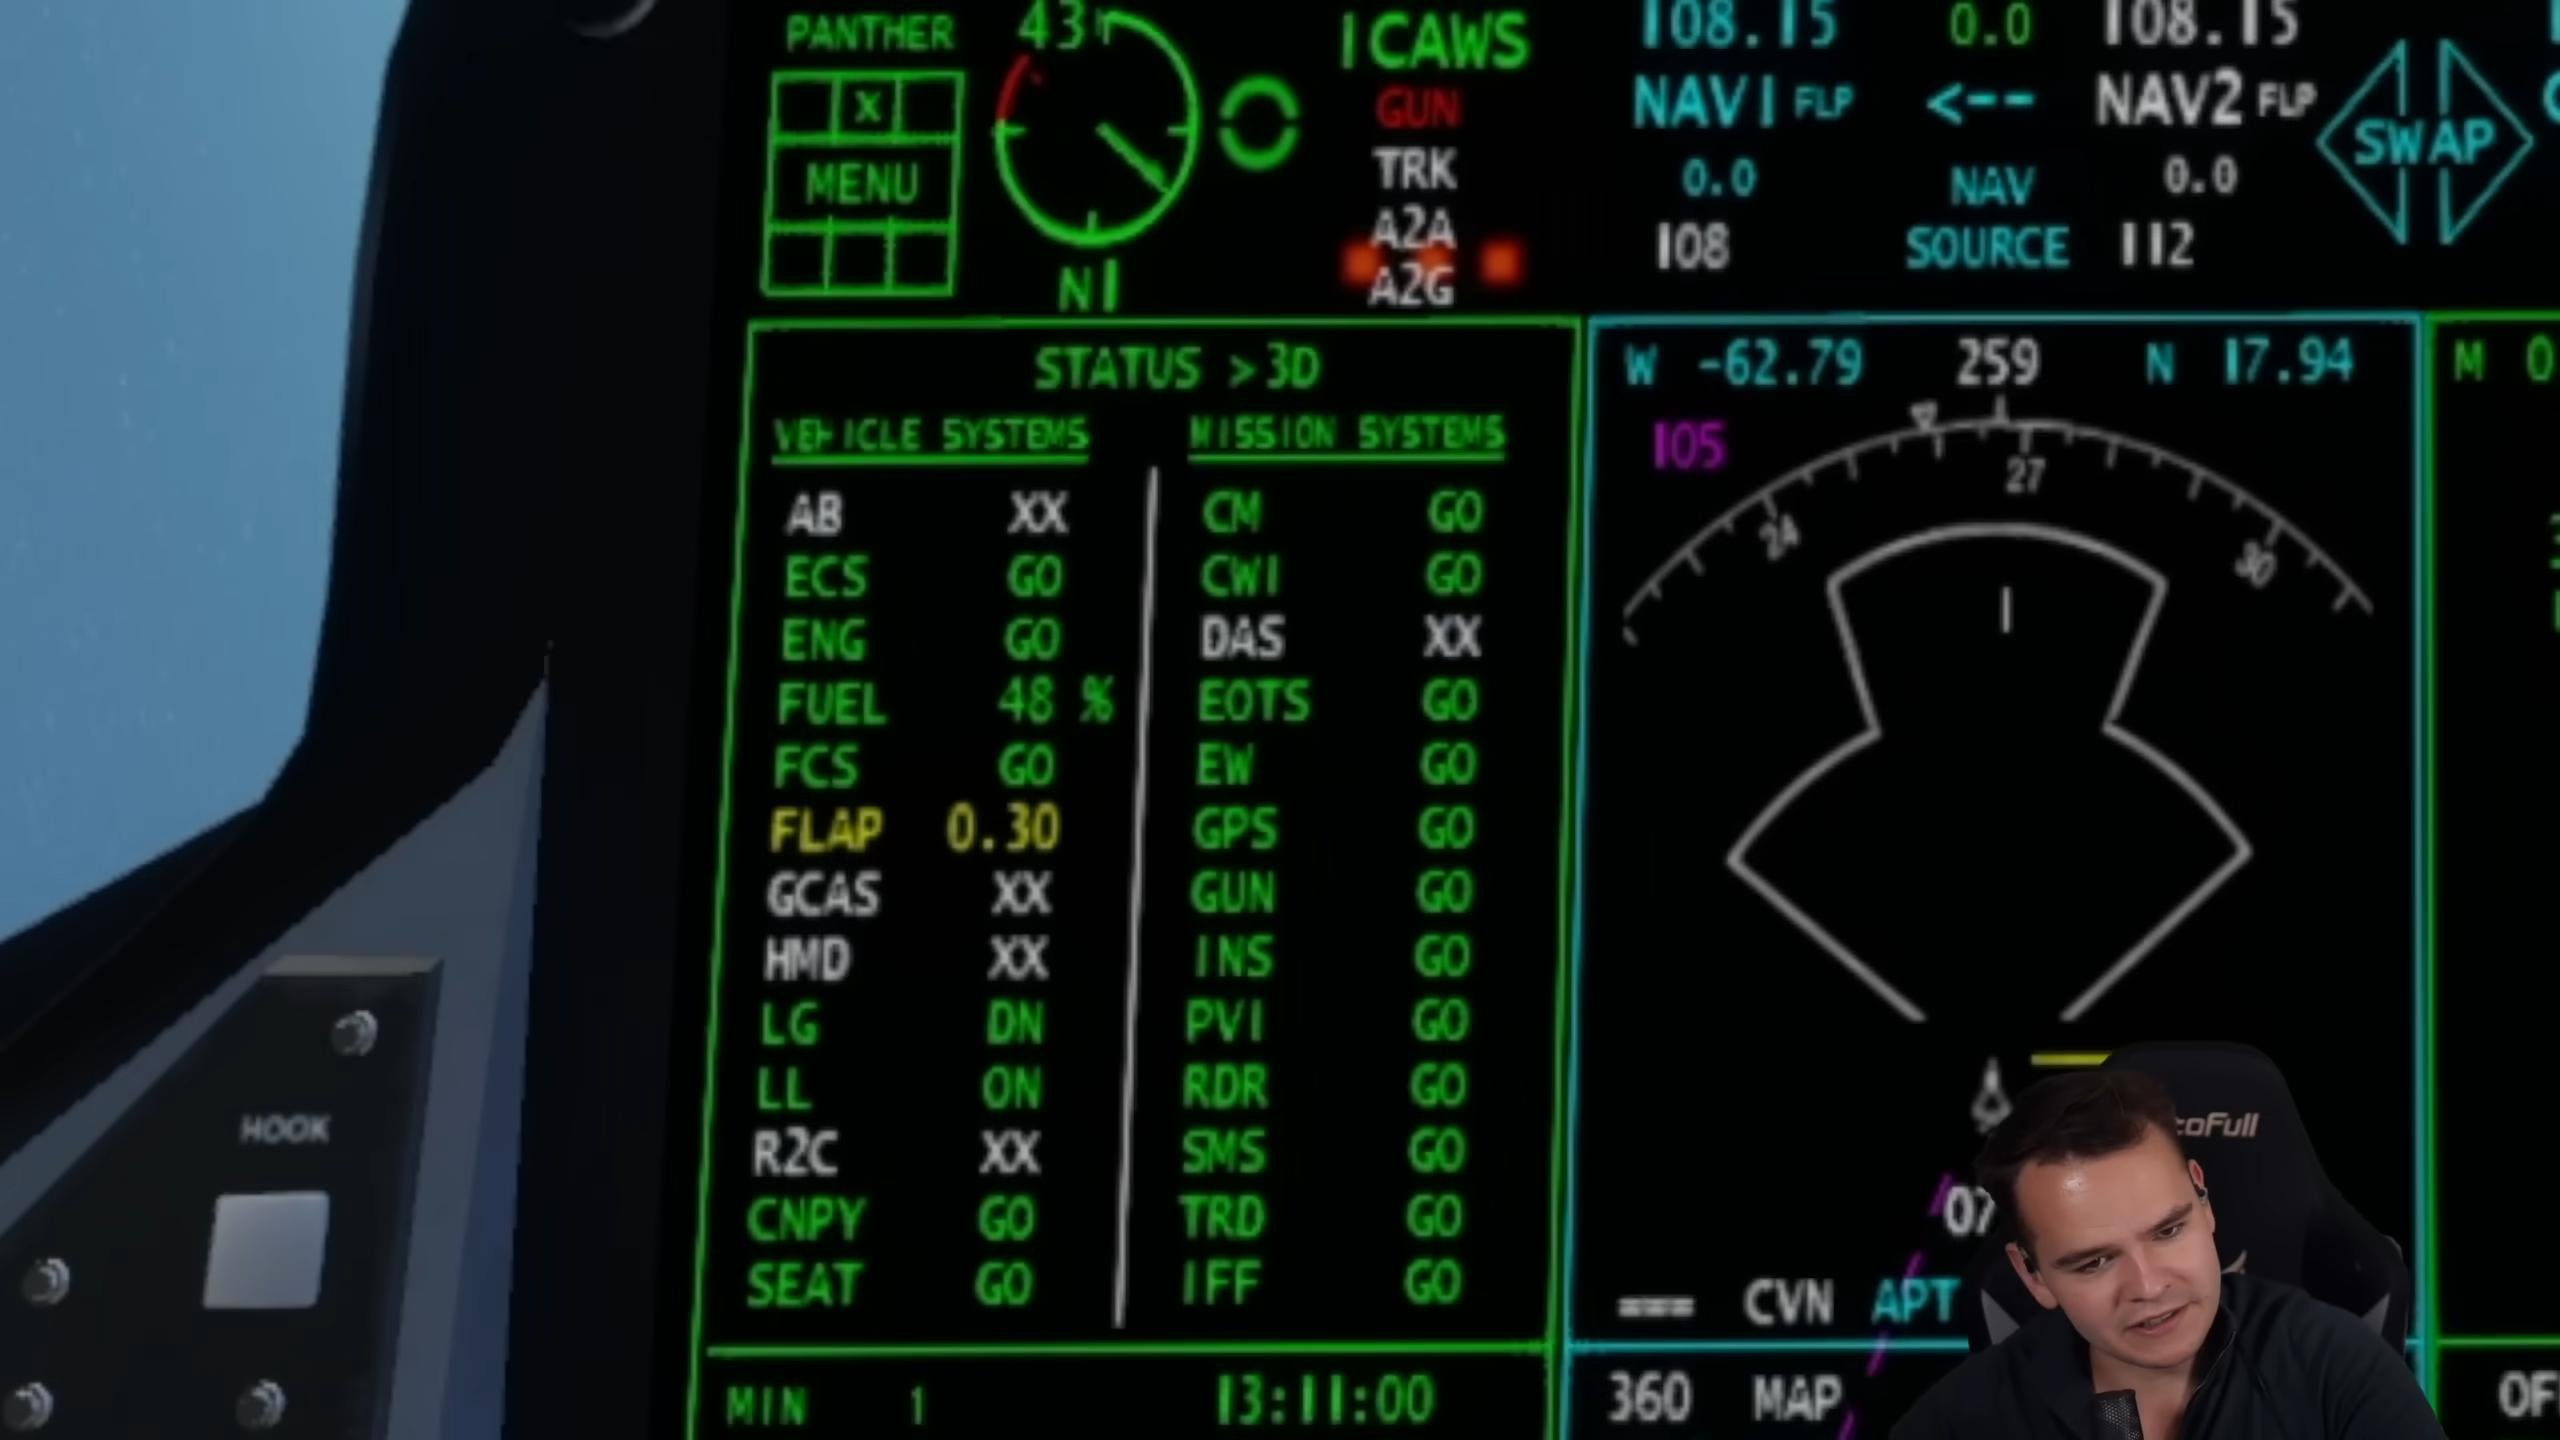 PANTHER
X
MENU
43
N1
ICAWS
GUN
TRK
A2A
A2G
108.15 0.0 108.15
NAV1 FLP <-- NAV2 FLP
0.0 NAV 0.0
108 SOURCE 112
SWAP
STATUS >3D
VEHICLE SYSTEMS MISSION SYSTEMS
AB XX CM GO
ECS GO CWI GO
ENG GO DAS XX
FUEL 48 % EOTS GO
FCS GO EW GO
FLAP 0.30 GPS GO
GCAS XX GUN GO
HMD XX INS GO
LG DN PVI GO
LL ON RDR GO
R2C XX SMS GO
CNPY GO TRD GO
SEAT GO IFF GO
MIN 1 13:11:00
W -62.79 259 N 17.94
105
24 27 30
07
--- CVN APT
360 MAP
M 0
HOOK